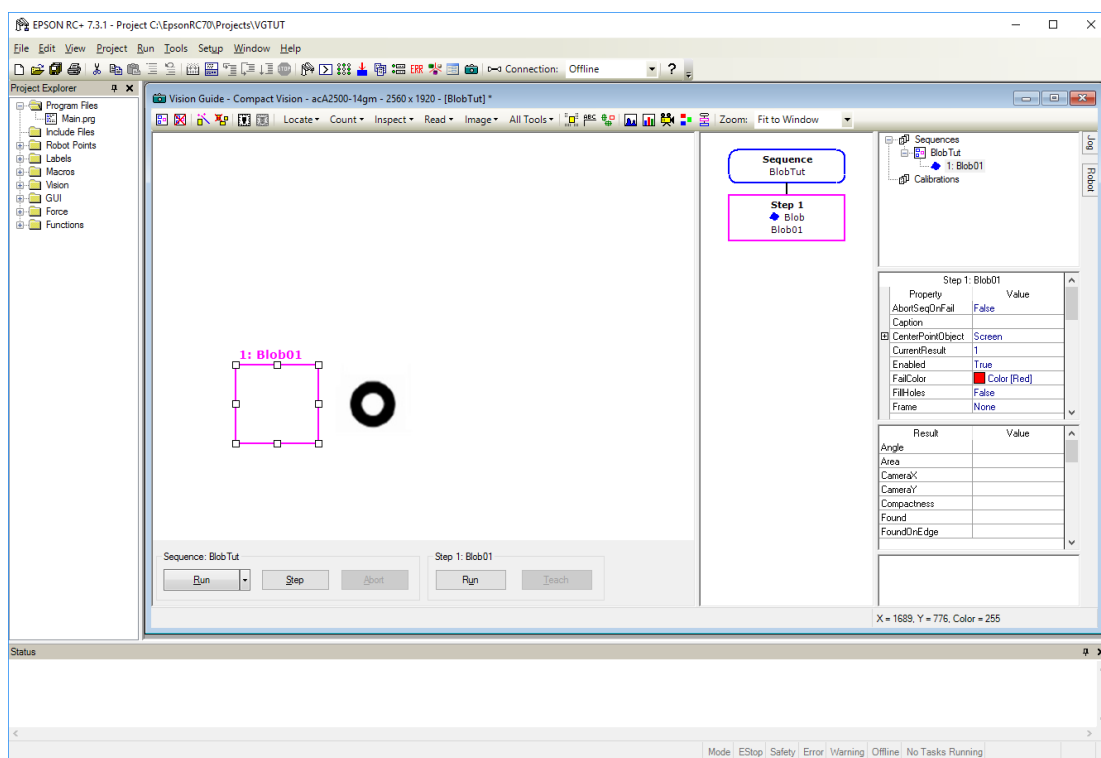 EPSON RC+ 7.3.1 - Project C:\EpsonRC70\Projects\VGTUT
File Edit View Project Run Tools Setup Window Help
Connection: Offline
Project Explorer
Program Files
Main.prg
Include Files
Robot Points
Labels
Macros
Vision
GUI
Force
Functions
Vision Guide - Compact Vision - acA2500-14gm - 2560 x 1920 - [BlobTut] *
Locate Count Inspect Read Image All Tools Zoom: Fit to Window
1: Blob01
Sequence: BlobTut
Run Step Abort
Step 1: Blob01
Run Teach
Sequence
BlobTut
Step 1
Blob
Blob01
Sequences
BlobTut
1: Blob01
Calibrations
Jog
Robot
Step 1: Blob01
Property Value
AbortSeqOnFail False
Caption
CenterPointObject Screen
CurrentResult 1
Enabled True
FailColor Color [Red]
FillHoles False
Frame None
Result Value
Angle
Area
CameraX
CameraY
Compactness
Found
FoundOnEdge
X = 1689, Y = 776, Color = 255
Status
Mode EStop Safety Error Warning Offline No Tasks Running